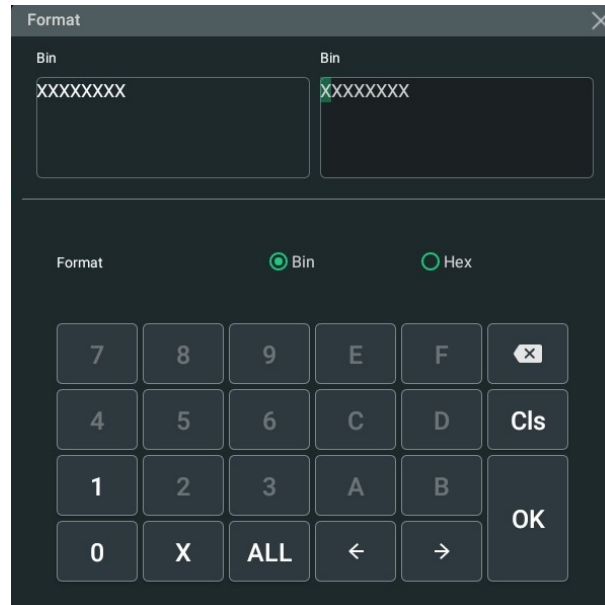 Format
Bin Bin
XXXXXXXX XXXXXXXX
Format Bin Hex
7 8 9 E F
4 5 6 C D Cls
1 2 3 A B
OK
0 X ALL ← →